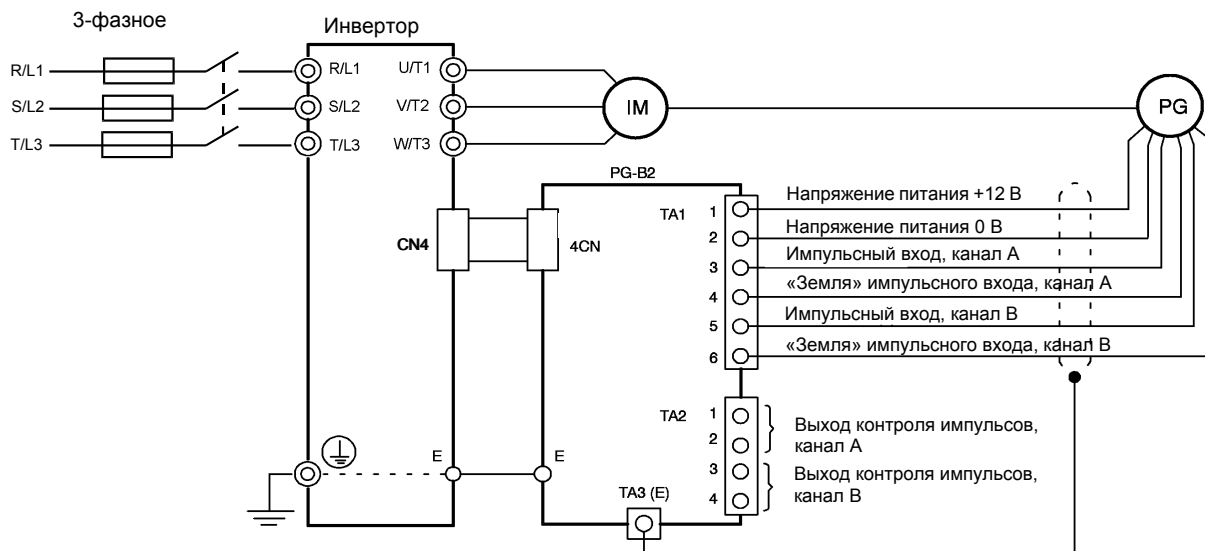 3-фазное
Инвертор
R/L1
R/L1
U/T1
S/L2
S/L2
V/T2
IM
PG
T/L3
T/L3
W/T3
PG-B2
TA1
1
Напряжение питания +12 В
2
Напряжение питания 0 В
CN4
4CN
3
Импульсный вход, канал А
4
«Земля» импульсного входа, канал А
5
Импульсный вход, канал В
6
«Земля» импульсного входа, канал В
TA2
1
2
Выход контроля импульсов,
канал А
3
4
Выход контроля импульсов,
канал В
E
E
TA3 (E)